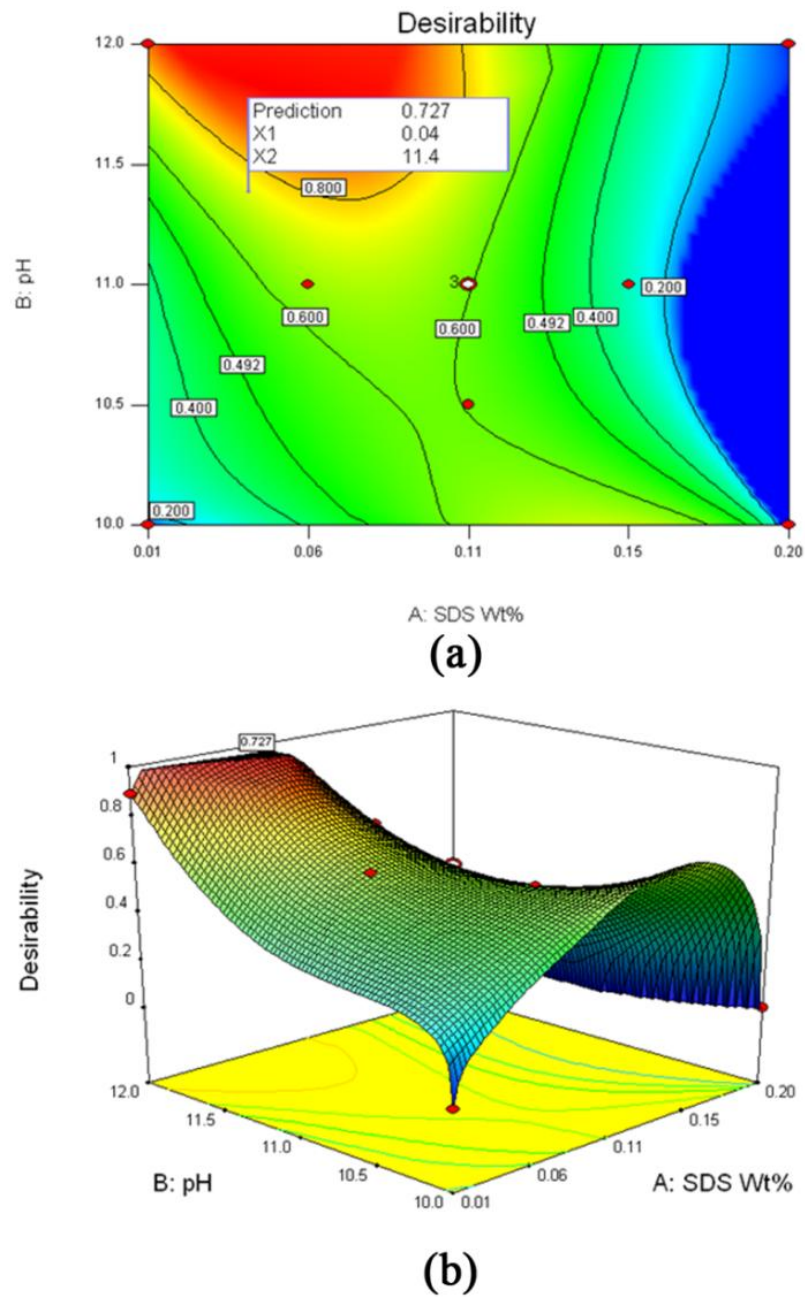 Desirability
12.0
Prediction 0.727
X1 0.04
X2 11.4
11.5
0.800
B: pH
11.0
3
0.200
0.600
0.600
0.492
0.400
0.492
10.5
0.400
0.200
10.0
0.01 0.06 0.11 0.15 0.20
A: SDS Wt%
(a)
0.727
1
0.8
0.6
0.4
0.2
0
Desirability
12.0 0.20
11.5 0.15
11.0 0.11
10.5 0.06
10.0 0.01
B: pH A: SDS Wt%
(b)